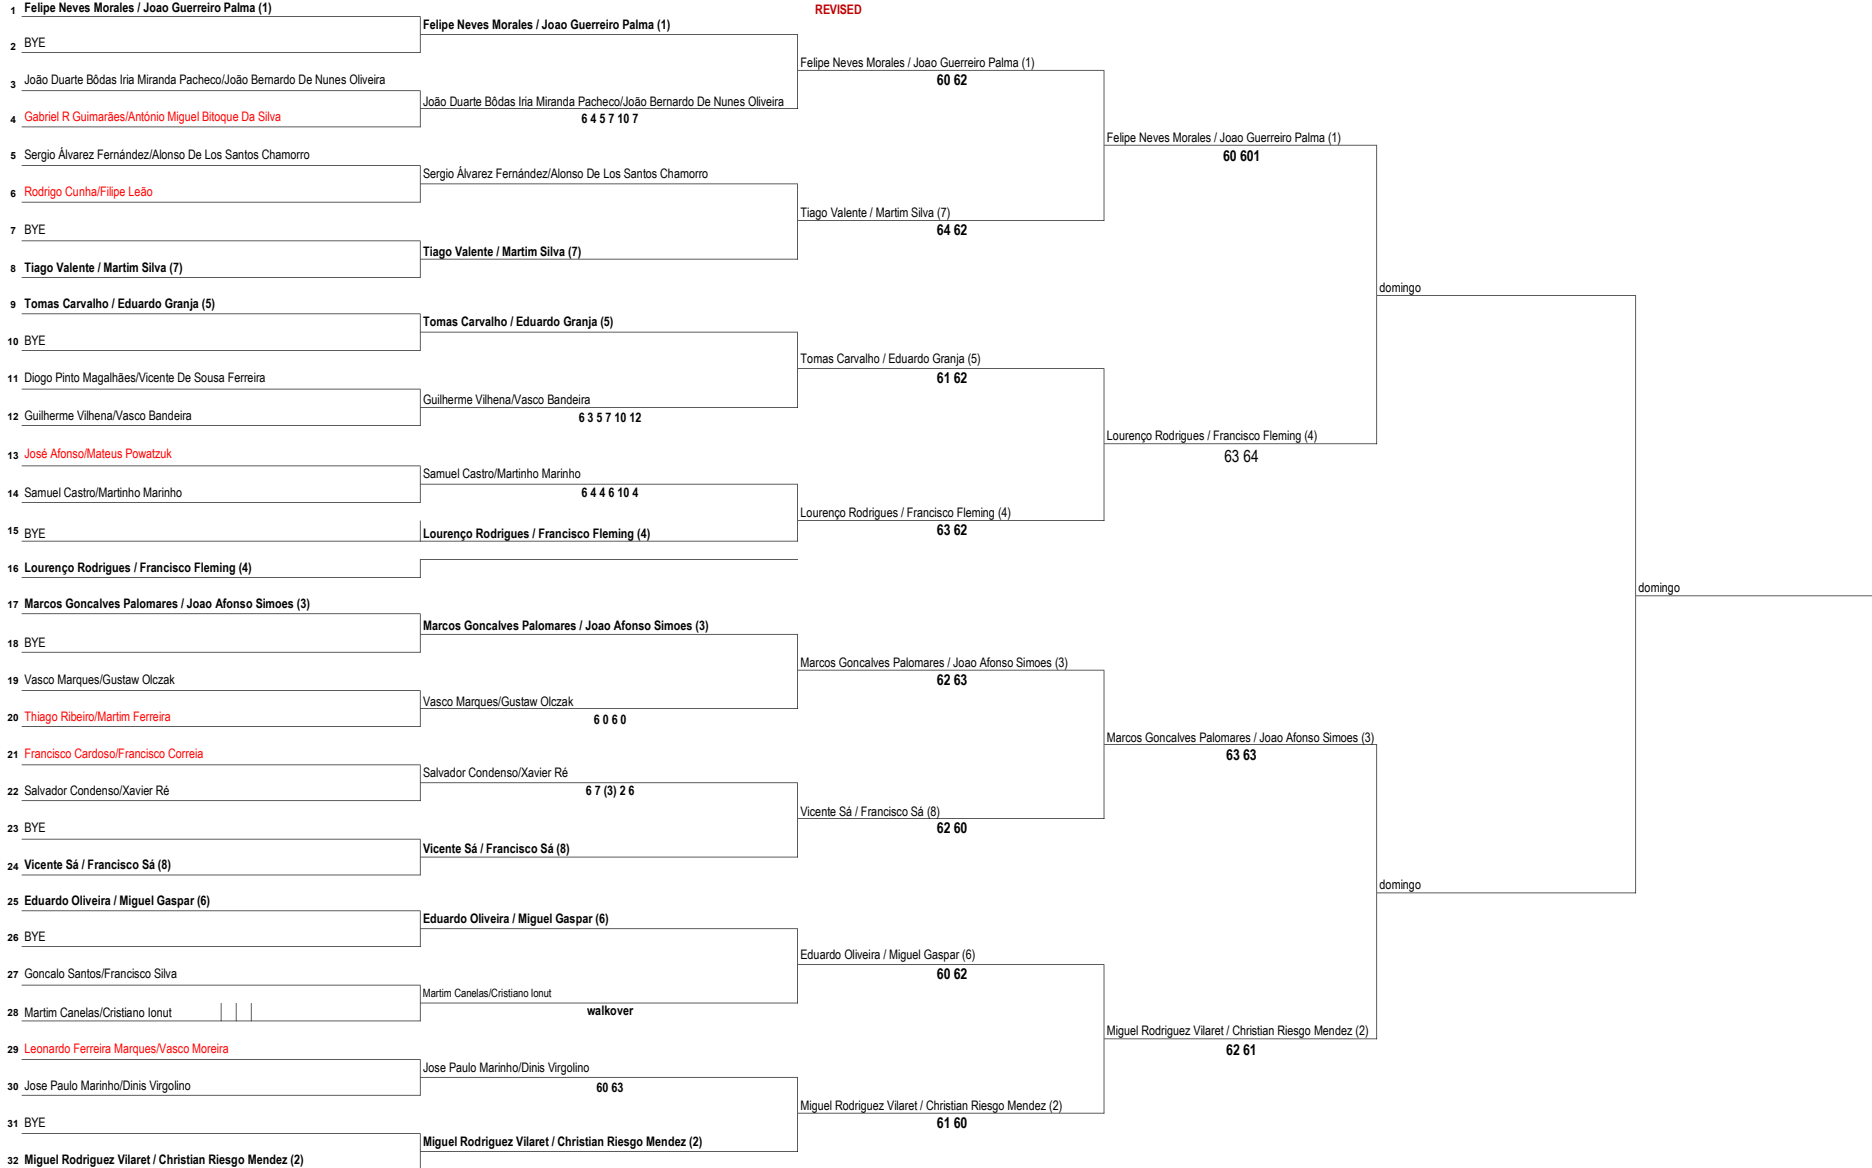 REVISED
1 Felipe Neves Morales / Joao Guerreiro Palma (1)
2 BYE
3 João Duarte Bôdas Iria Miranda Pacheco/João Bernardo De Nunes Oliveira
4 Gabriel R Guimarães/António Miguel Bitoque Da Silva
5 Sergio Álvarez Fernández/Alonso De Los Santos Chamorro
6 Rodrigo Cunha/Filipe Leão
7 BYE
8 Tiago Valente / Martim Silva (7)
9 Tomas Carvalho / Eduardo Granja (5)
10 BYE
11 Diogo Pinto Magalhães/Vicente De Sousa Ferreira
12 Guilherme Vilhena/Vasco Bandeira
13 José Afonso/Mateus Powatzuk
14 Samuel Castro/Martinho Marinho
15 BYE
16 Lourenço Rodrigues / Francisco Fleming (4)
17 Marcos Goncalves Palomares / Joao Afonso Simoes (3)
18 BYE
19 Vasco Marques/Gustaw Olczak
20 Thiago Ribeiro/Martim Ferreira
21 Francisco Cardoso/Francisco Correia
22 Salvador Condenso/Xavier Ré
23 BYE
24 Vicente Sá / Francisco Sá (8)
25 Eduardo Oliveira / Miguel Gaspar (6)
26 BYE
27 Goncalo Santos/Francisco Silva
28 Martim Canelas/Cristiano Ionut
29 Leonardo Ferreira Marques/Vasco Moreira
30 Jose Paulo Marinho/Dinis Virgolino
31 BYE
32 Miguel Rodriguez Vilaret / Christian Riesgo Mendez (2)
Felipe Neves Morales / Joao Guerreiro Palma (1)
João Duarte Bôdas Iria Miranda Pacheco/João Bernardo De Nunes Oliveira
6 4 5 7 10 7
Sergio Álvarez Fernández/Alonso De Los Santos Chamorro
Tiago Valente / Martim Silva (7)
Tomas Carvalho / Eduardo Granja (5)
Guilherme Vilhena/Vasco Bandeira
6 3 5 7 10 12
Samuel Castro/Martinho Marinho
6 4 4 6 10 4
Lourenço Rodrigues / Francisco Fleming (4)
Marcos Goncalves Palomares / Joao Afonso Simoes (3)
Vasco Marques/Gustaw Olczak
6 0 6 0
Salvador Condenso/Xavier Ré
6 7 (3) 2 6
Vicente Sá / Francisco Sá (8)
Eduardo Oliveira / Miguel Gaspar (6)
Martim Canelas/Cristiano Ionut
walkover
Jose Paulo Marinho/Dinis Virgolino
60 63
Miguel Rodriguez Vilaret / Christian Riesgo Mendez (2)
Felipe Neves Morales / Joao Guerreiro Palma (1)
60 62
Tiago Valente / Martim Silva (7)
64 62
Tomas Carvalho / Eduardo Granja (5)
61 62
Lourenço Rodrigues / Francisco Fleming (4)
63 62
Marcos Goncalves Palomares / Joao Afonso Simoes (3)
62 63
Vicente Sá / Francisco Sá (8)
62 60
Eduardo Oliveira / Miguel Gaspar (6)
60 62
Miguel Rodriguez Vilaret / Christian Riesgo Mendez (2)
61 60
Felipe Neves Morales / Joao Guerreiro Palma (1)
60 601
Lourenço Rodrigues / Francisco Fleming (4)
63 64
Marcos Goncalves Palomares / Joao Afonso Simoes (3)
63 63
Miguel Rodriguez Vilaret / Christian Riesgo Mendez (2)
62 61
domingo
domingo
domingo